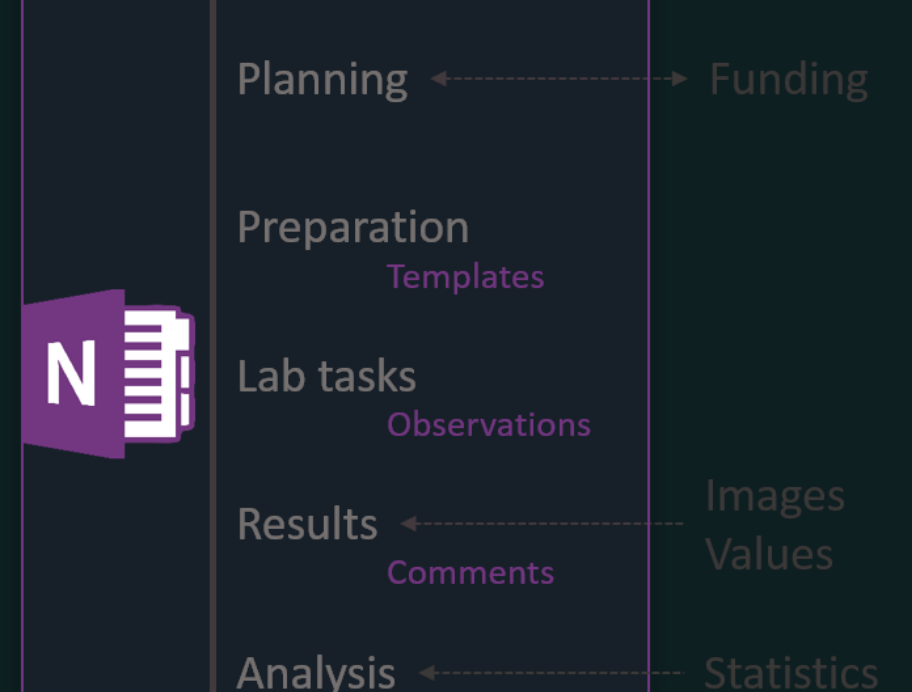 Planning
Funding
Preparation
Templates
N
Lab tasks
Observations
Images
Results
Values
Comments
Analysis
Statistics